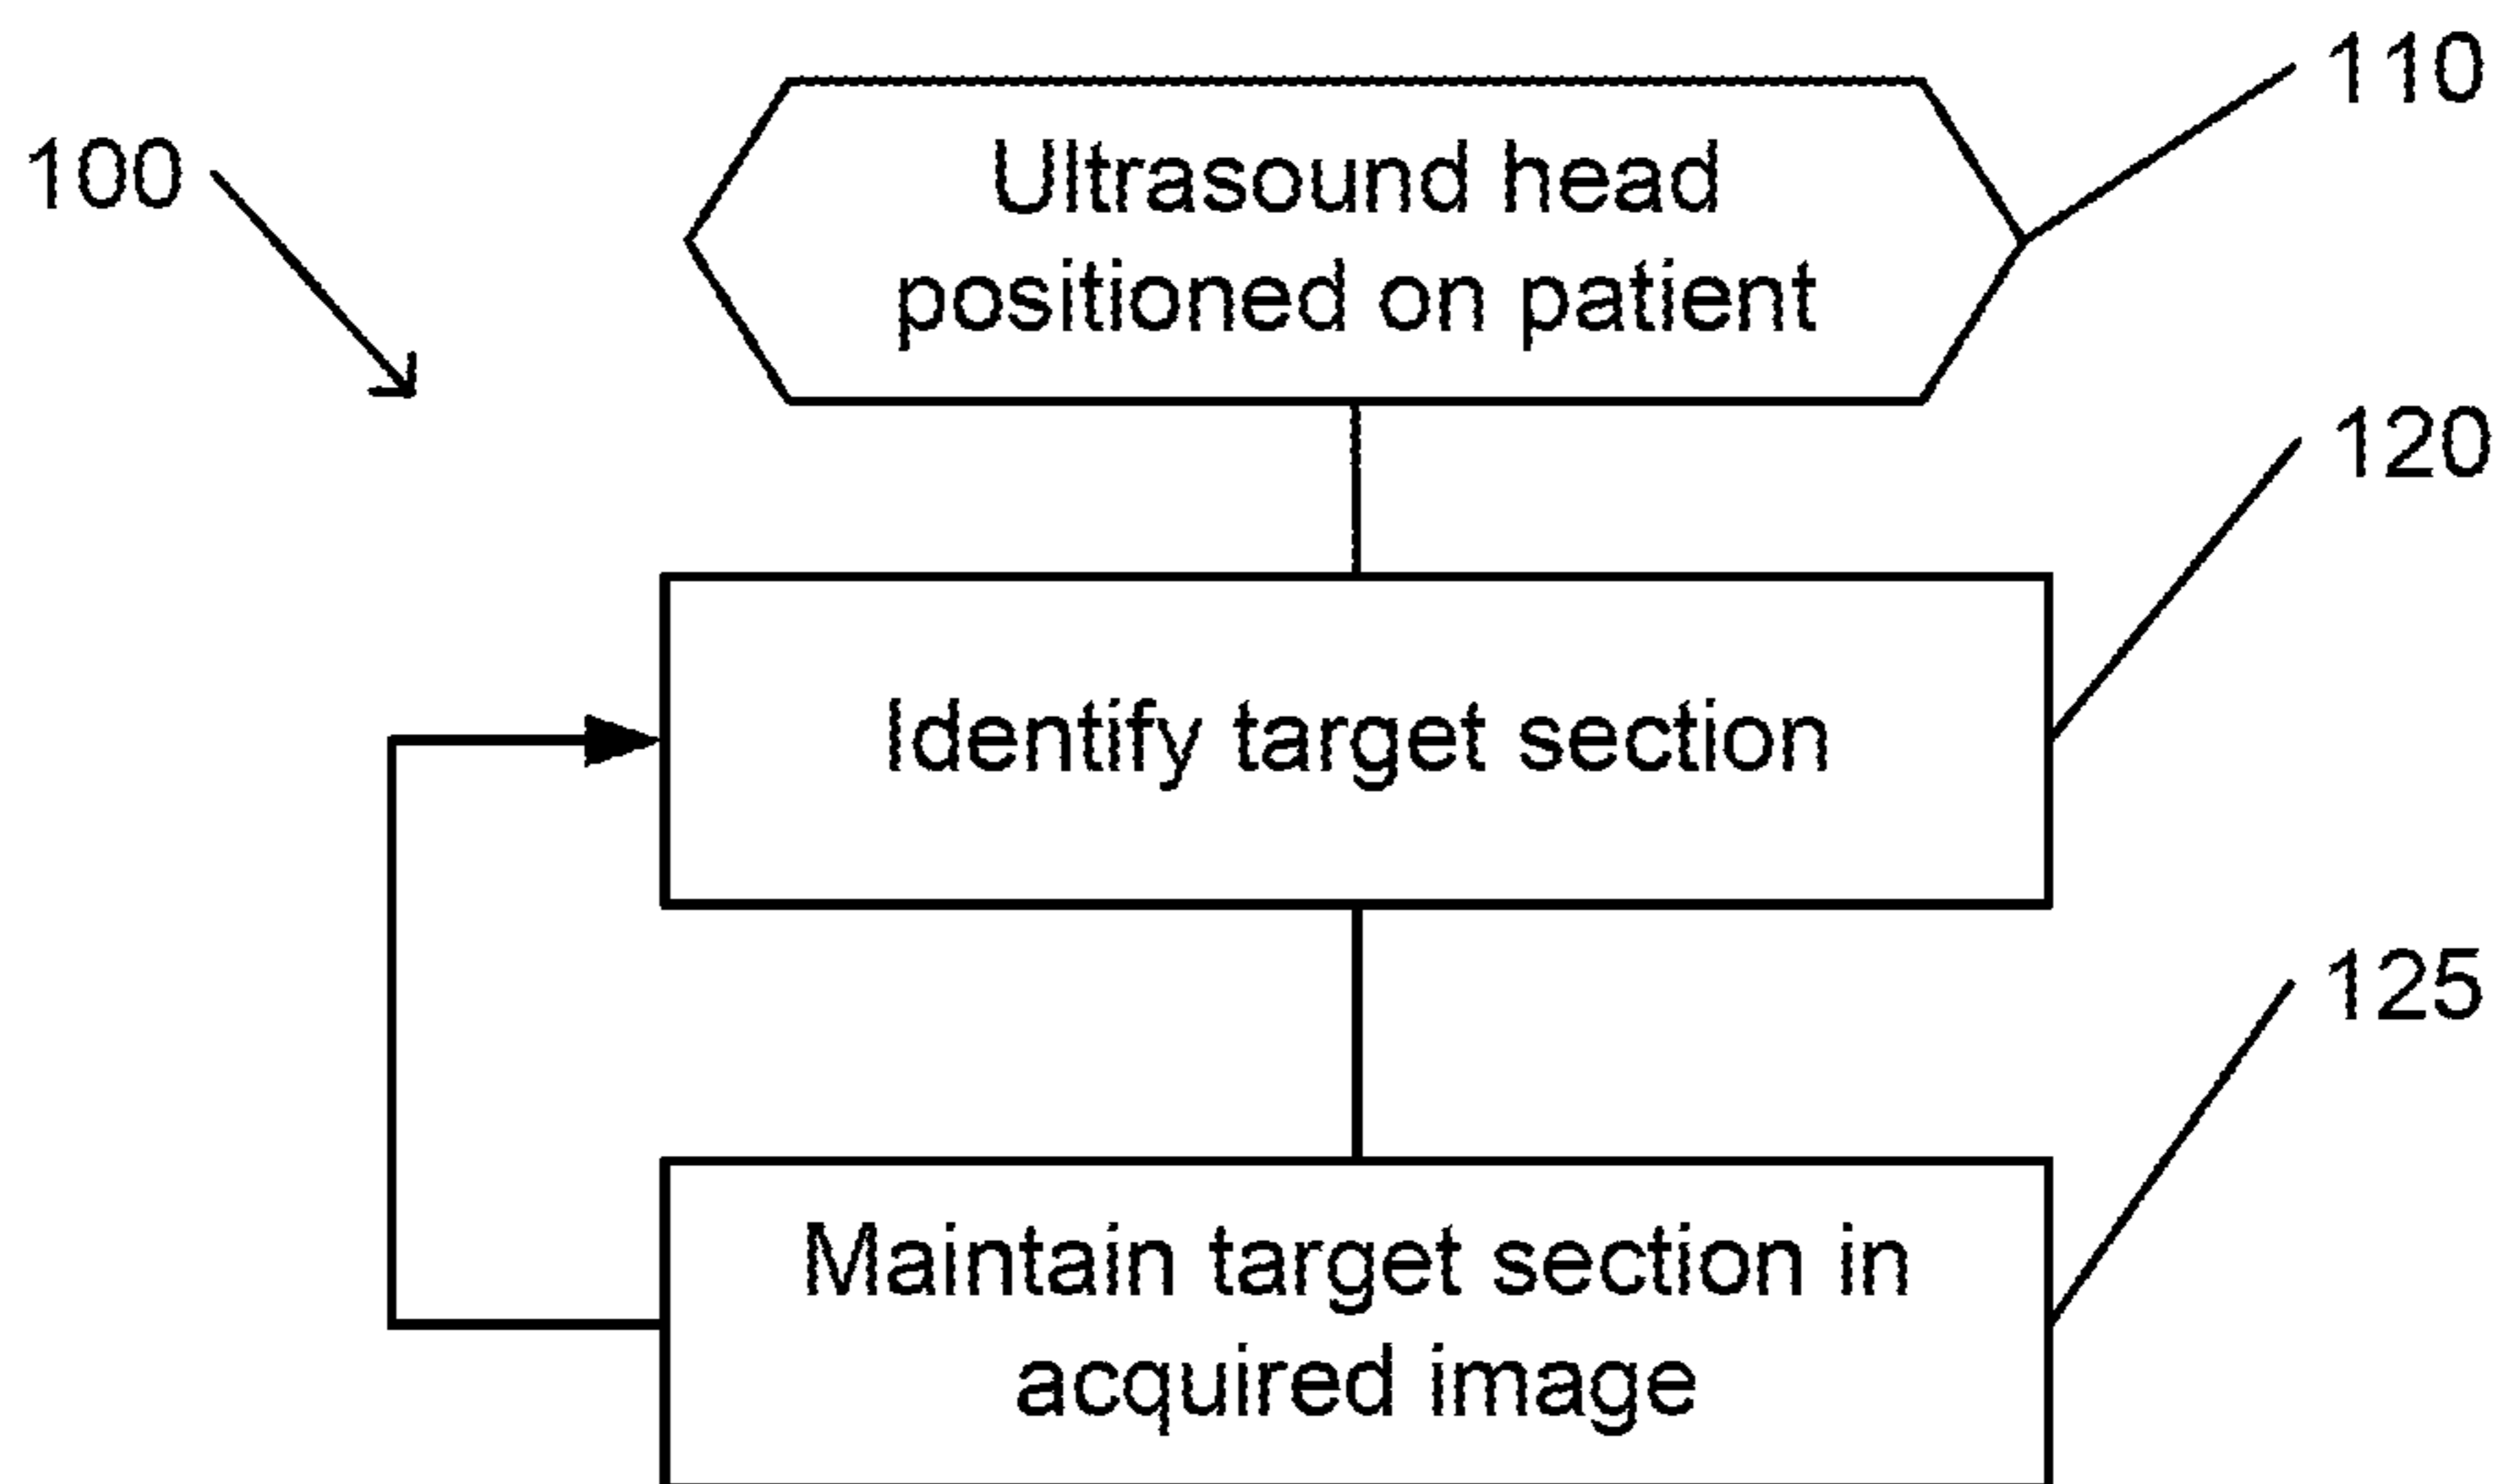 110
100
Ultrasound head
positioned on patient
120
Identify target section
125
Maintain target section in
acquired image